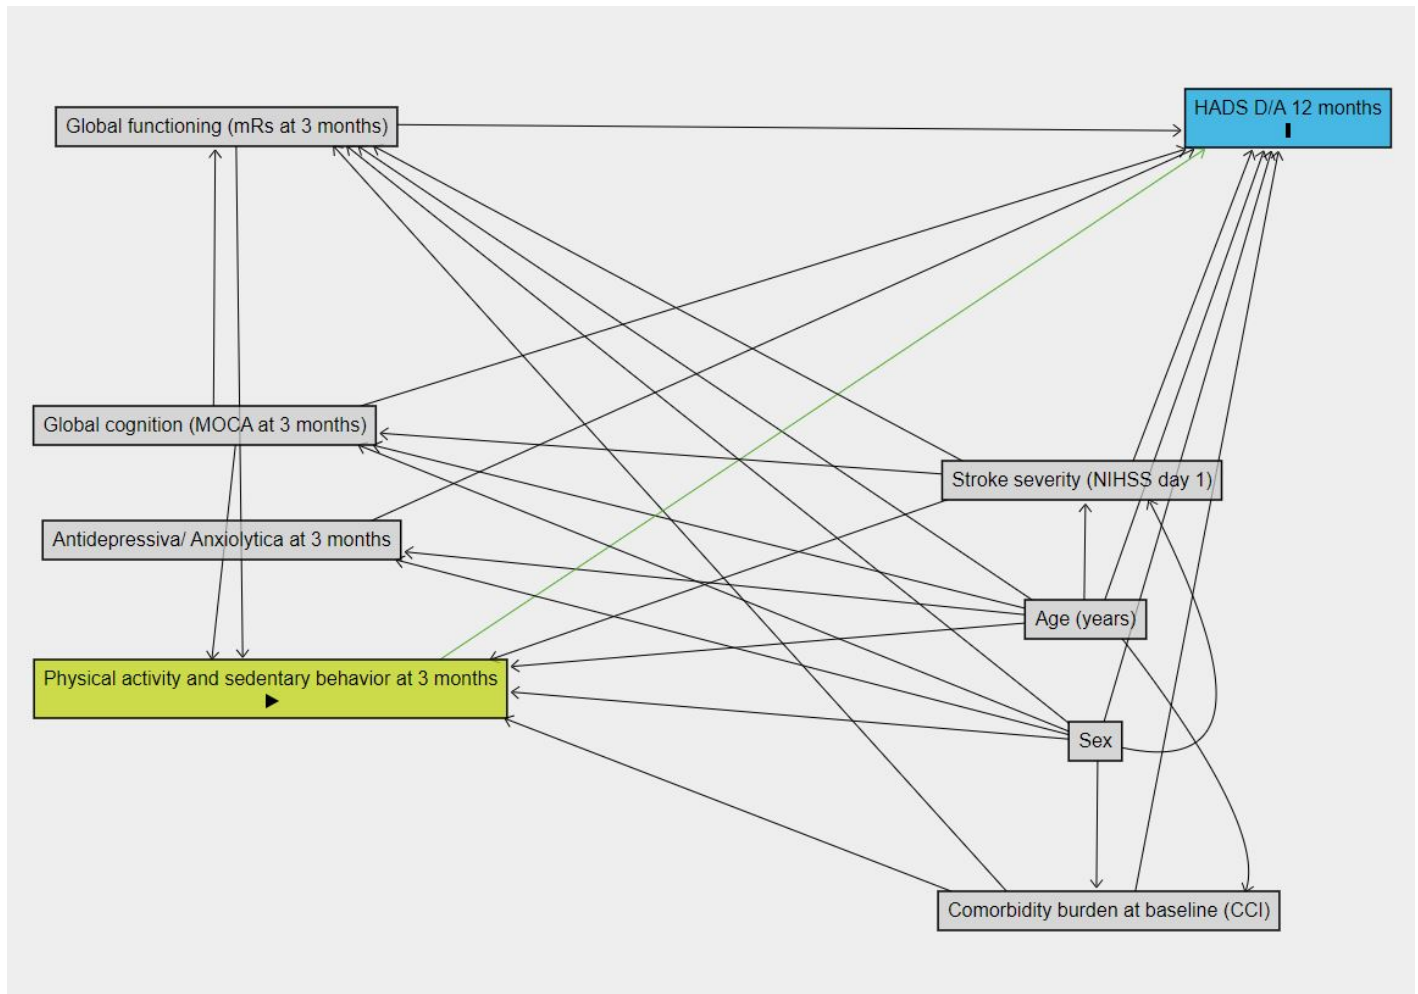 HADS D/A 12 months
Global functioning (mRs at 3 months)
Global cognition (MOCA at 3 months)
Stroke severity (NIHSS day 1)
Antidepressiva/ Anxiolytica at 3 months
Age (years)
Physical activity and sedentary behavior at 3 months
Sex
Comorbidity burden at baseline (CCI)